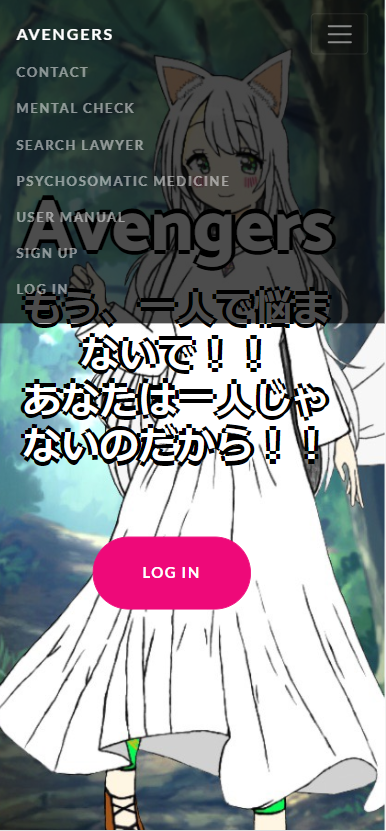 AVENGERS
CONTACT
MENTAL CHECK
SEARCH LAWYER
PSYCHOSOMATIC MEDICINE
USER MANUAL
SIGN UP
LOG IN
Avengers
もう、一人で悩ま
ないで！！
あなたは一人じゃ
ないのだから！！
LOG IN